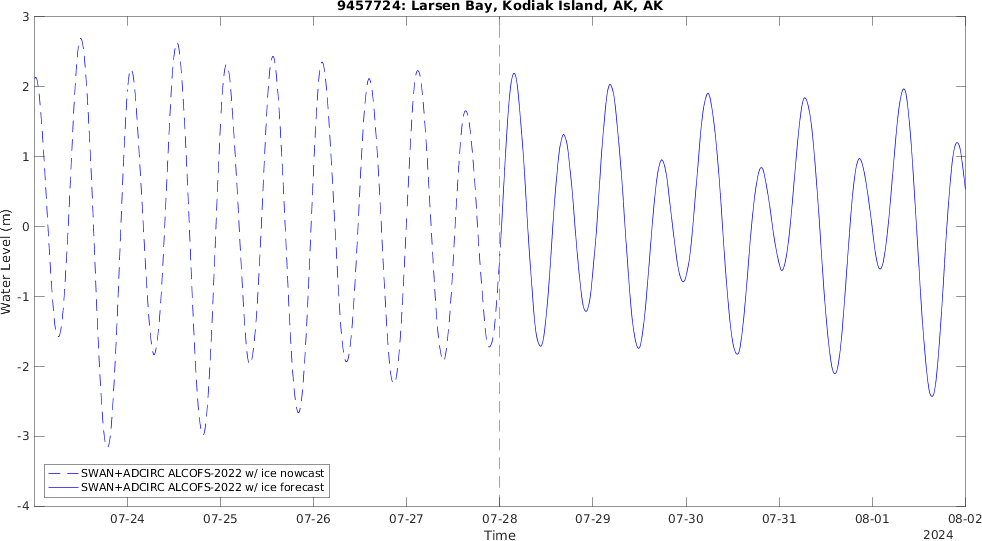 9457724: Larsen Bay, Kodiak Island, AK, AK
3
2
1
0
-1
-2
-3
-4
Water Level (m)
SWAN+ADCIRC ALCOFS-2022 w/ ice nowcast
SWAN+ADCIRC ALCOFS-2022 w/ ice forecast
07-24 07-25 07-26 07-27 07-28 07-29 07-30 07-31 08-01 08-02
Time
2024